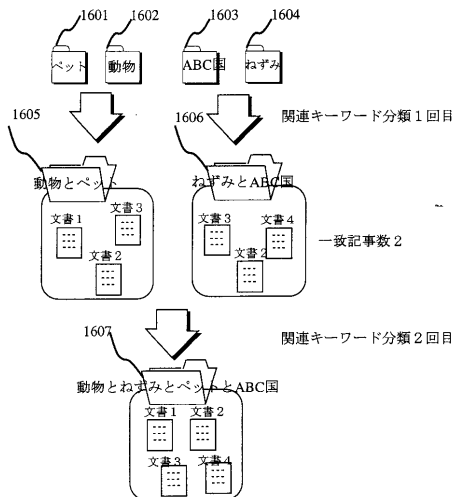 1601
1602
1603
1604
ペット
動物
ABC国
ねずみ
関連キーワード分類1回目
1605
1606
動物とペット
ねずみとABC国
文書1
文書3
文書2
文書3
文書4
文書2
一致記事数2
関連キーワード分類2回目
1607
動物とねずみとペットとABC国
文書1
文書2
文書3
文書4